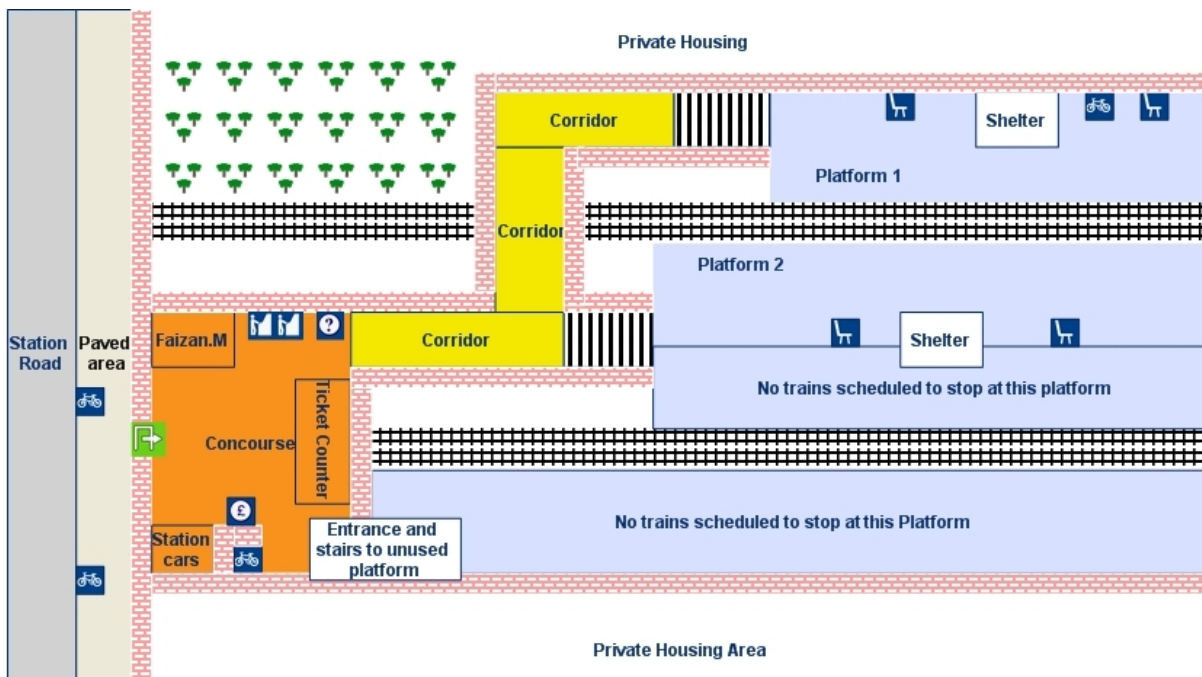 Private Housing
Corridor
Shelter
Platform 1
Corridor
Platform 2
Station
Road
Paved
area
Faizan.M
?
Corridor
Shelter
No trains scheduled to stop at this platform
Ticket Counter
Concourse
£
No trains scheduled to stop at this Platform
Station
cars
Entrance and
stairs to unused
platform
Private Housing Area